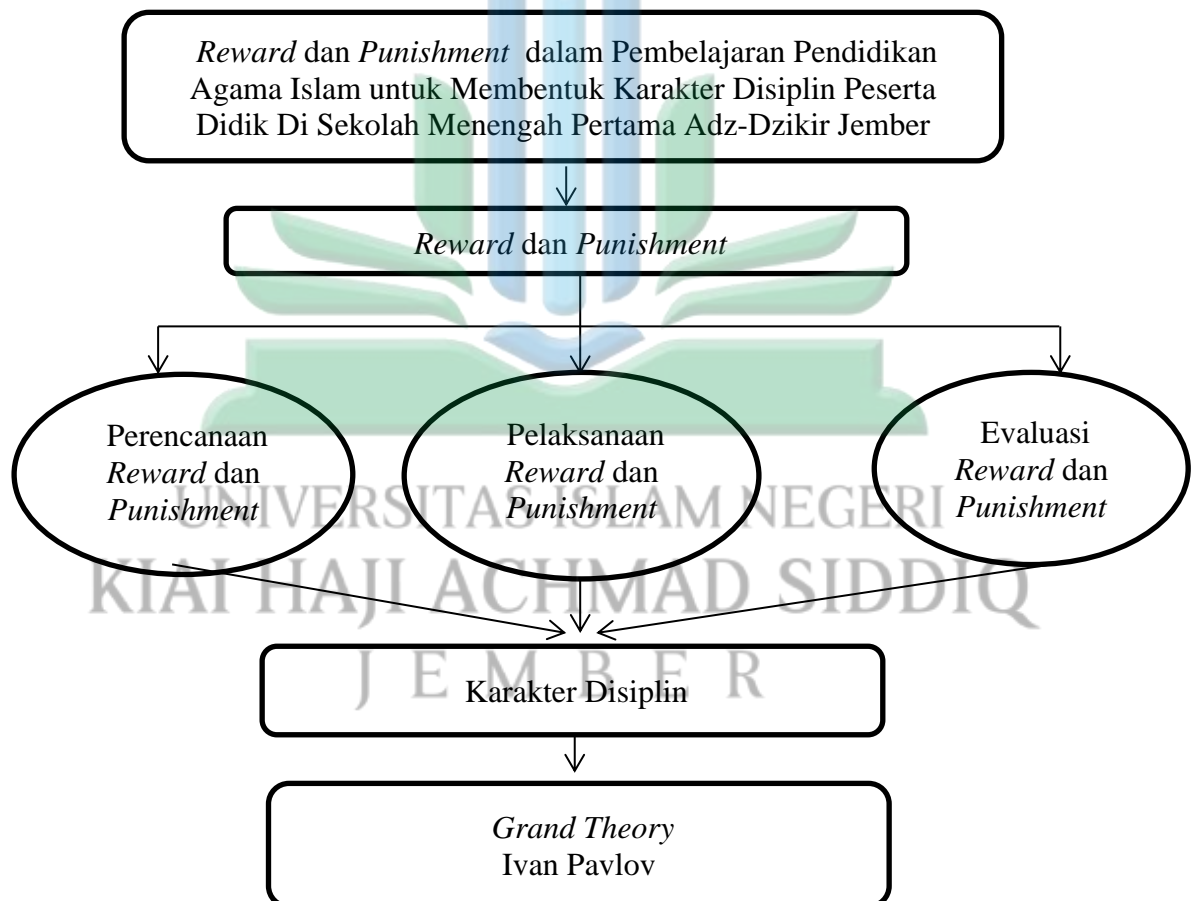 Reward dan Punishment dalam Pembelajaran Pendidikan
Agama Islam untuk Membentuk Karakter Disiplin Peserta
Didik Di Sekolah Menengah Pertama Adz-Dzikir Jember
Reward dan Punishment
Perencanaan
Reward dan
Punishment
Pelaksanaan
Reward dan
Punishment
Evaluasi
Reward dan
Punishment
UNIVERSITAS ISLAM NEGERI
KIAI HAJI ACHMAD SIDDIQ
JEMBER
Karakter Disiplin
Grand Theory
Ivan Pavlov